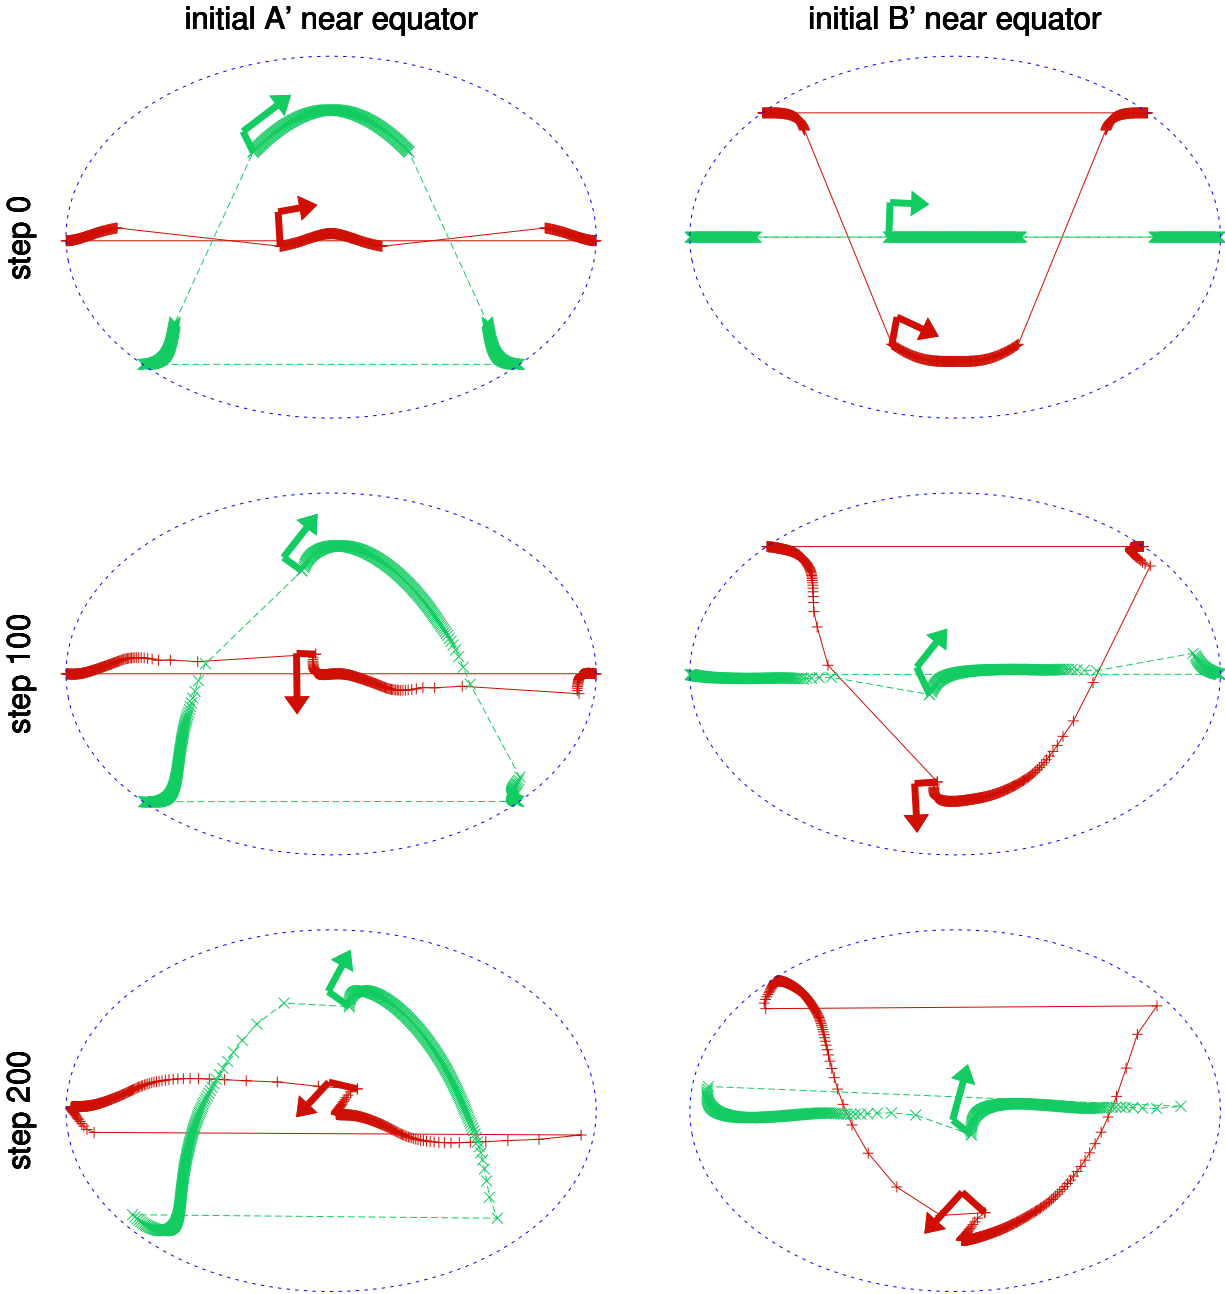 initial A’ near equator
initial B’ near equator
step 0
step 100
step 200